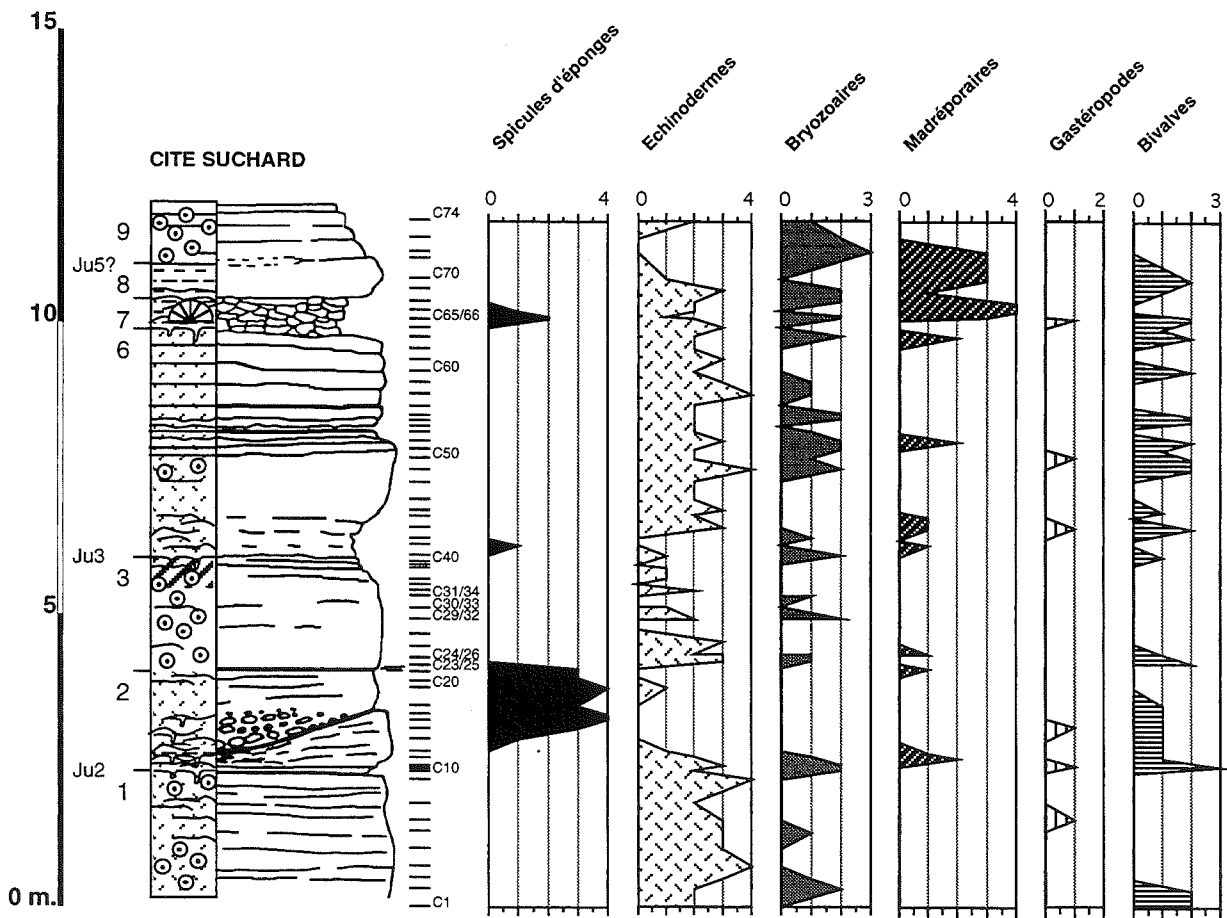 15
Spicules d'éponges
Echinodermes
Bryozoaires
Madréporaires
Gastéropodes
Bivalves
CITE SUCHARD
0 4 0 4 0 3 0 4 0 2 0 3
C74
9
Ju5?
C70
8
10
C65/66
7
6
C60
C50
Ju3
C40
3
C31/34
5
C30/33
C29/32
C24/26
C23/25
C20
2
Ju2
C10
1
0 m.
C1